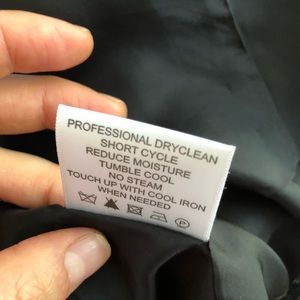 PROFESSIONAL DRYCLEAN
SHORT CYCLE
REDUCE MOISTURE
TUMBLE COOL
NO STEAM
TOUCH UP WITH COOL IRON
WHEN NEEDED
P